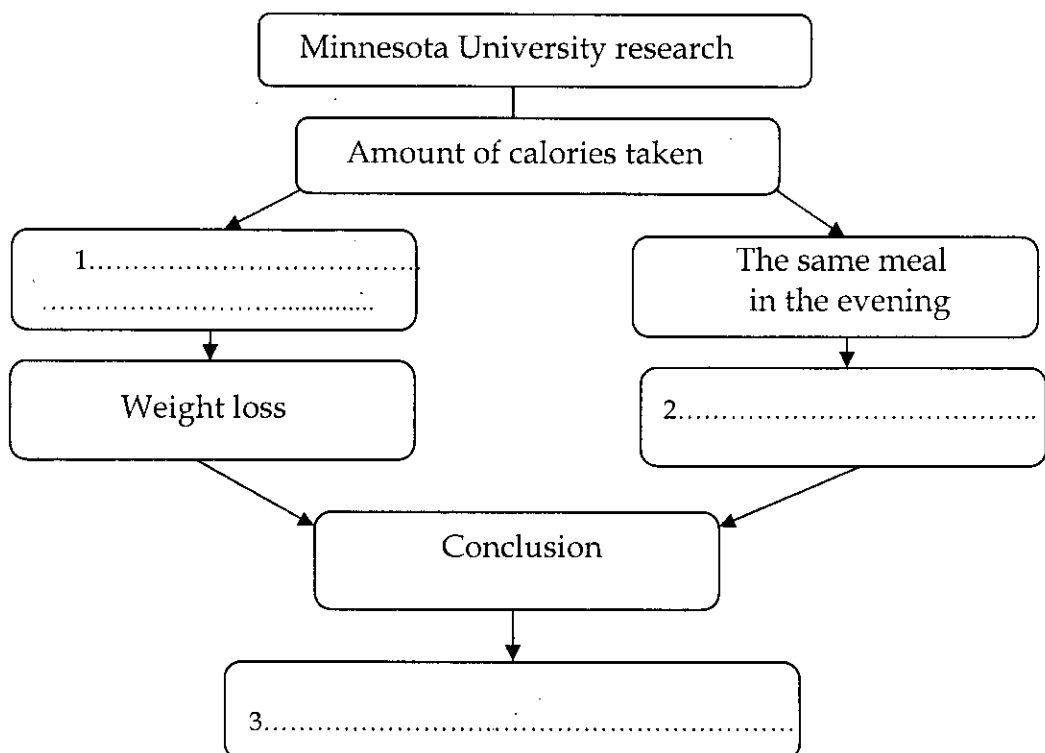 Minnesota University research
Amount of calories taken
1......................................
.......................................
The same meal
in the evening
Weight loss
2.........................................
Conclusion
3............................................................